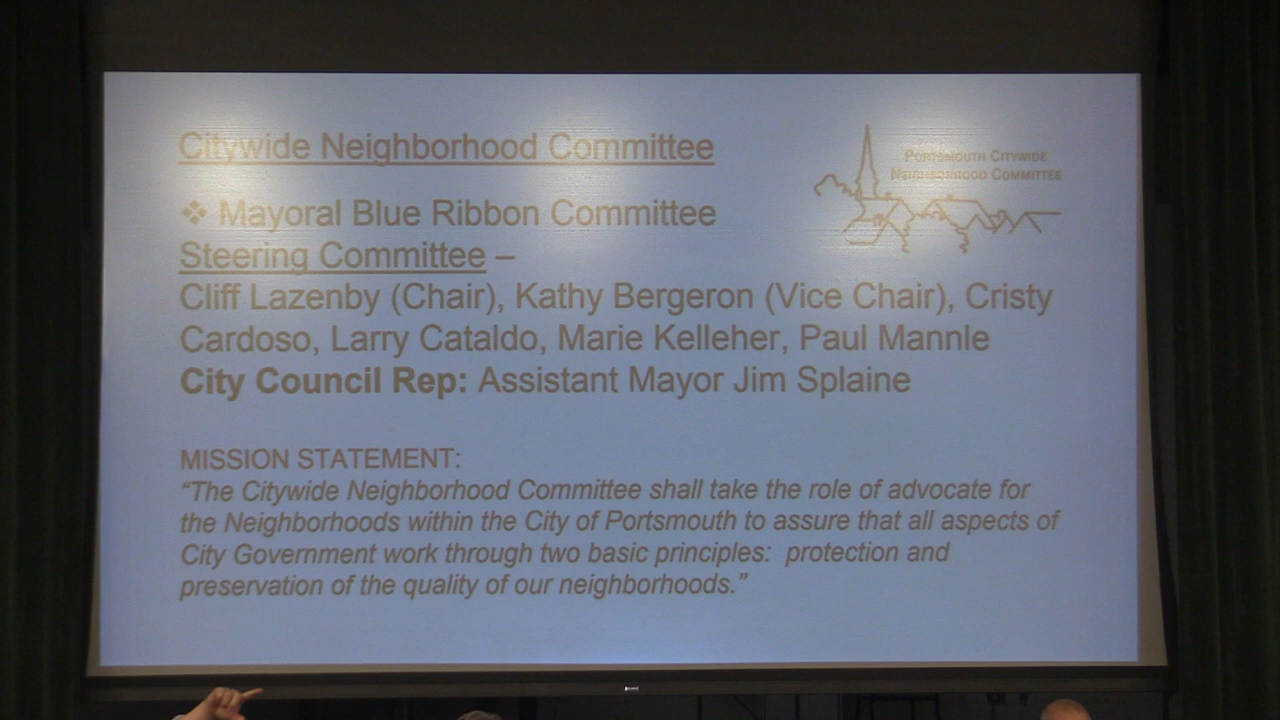 Citywide Neighborhood Committee
PORTSMOUTH CITYWIDE
NEIGHBORHOOD COMMITTEE
❖ Mayoral Blue Ribbon Committee
Steering Committee –
Cliff Lazenby (Chair), Kathy Bergeron (Vice Chair), Cristy
Cardoso, Larry Cataldo, Marie Kelleher, Paul Mannle
City Council Rep: Assistant Mayor Jim Splaine
MISSION STATEMENT:
“The Citywide Neighborhood Committee shall take the role of advocate for
the Neighborhoods within the City of Portsmouth to assure that all aspects of
City Government work through two basic principles:  protection and
preservation of the quality of our neighborhoods.”